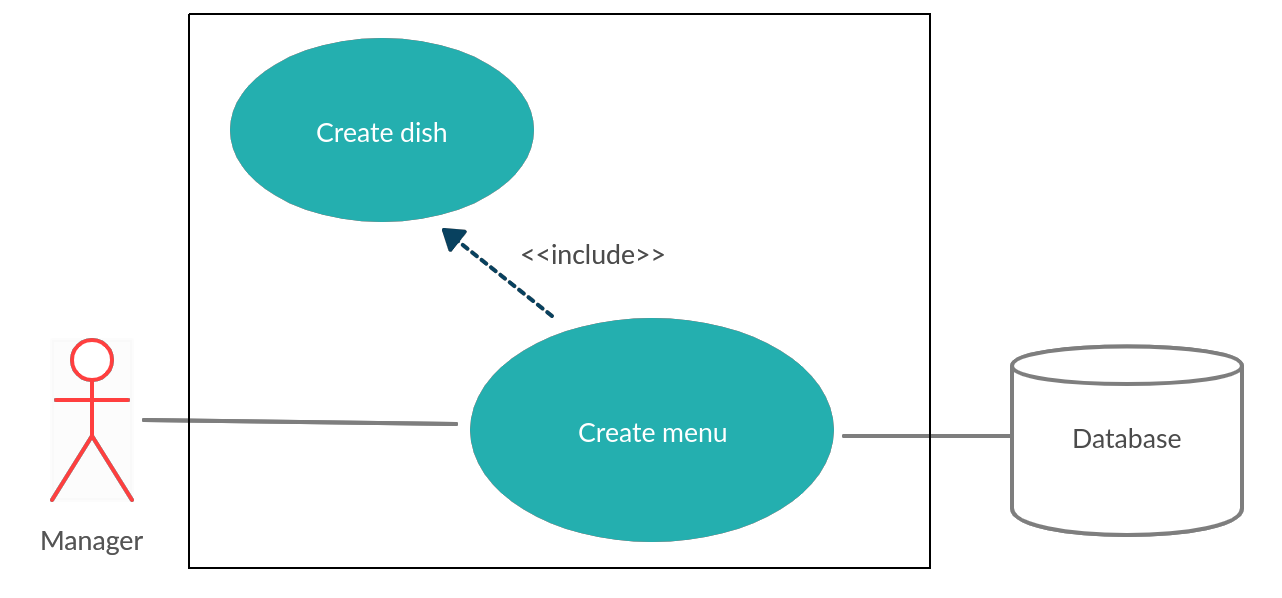 Create dish
<<include>>
Create menu
Database
Manager